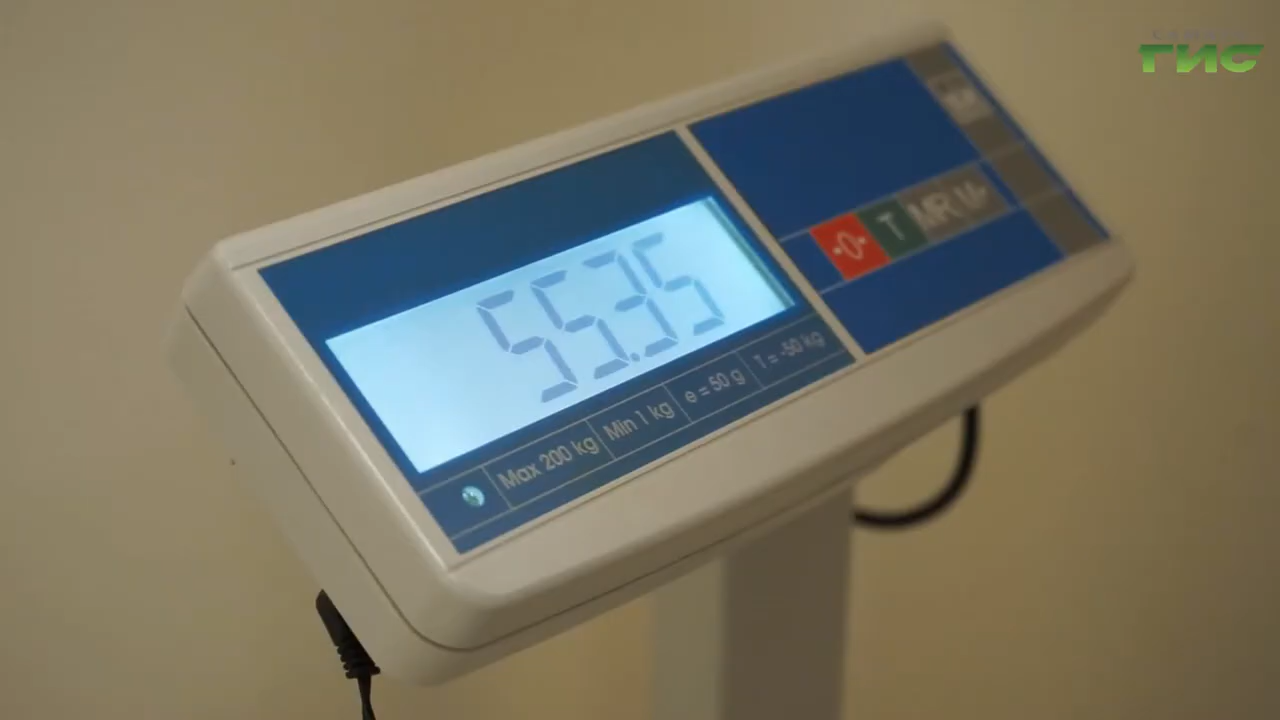 ГИС
55.35
Max 200 kg Min 1 kg e = 50 g T = -50 kg
·0· T MR